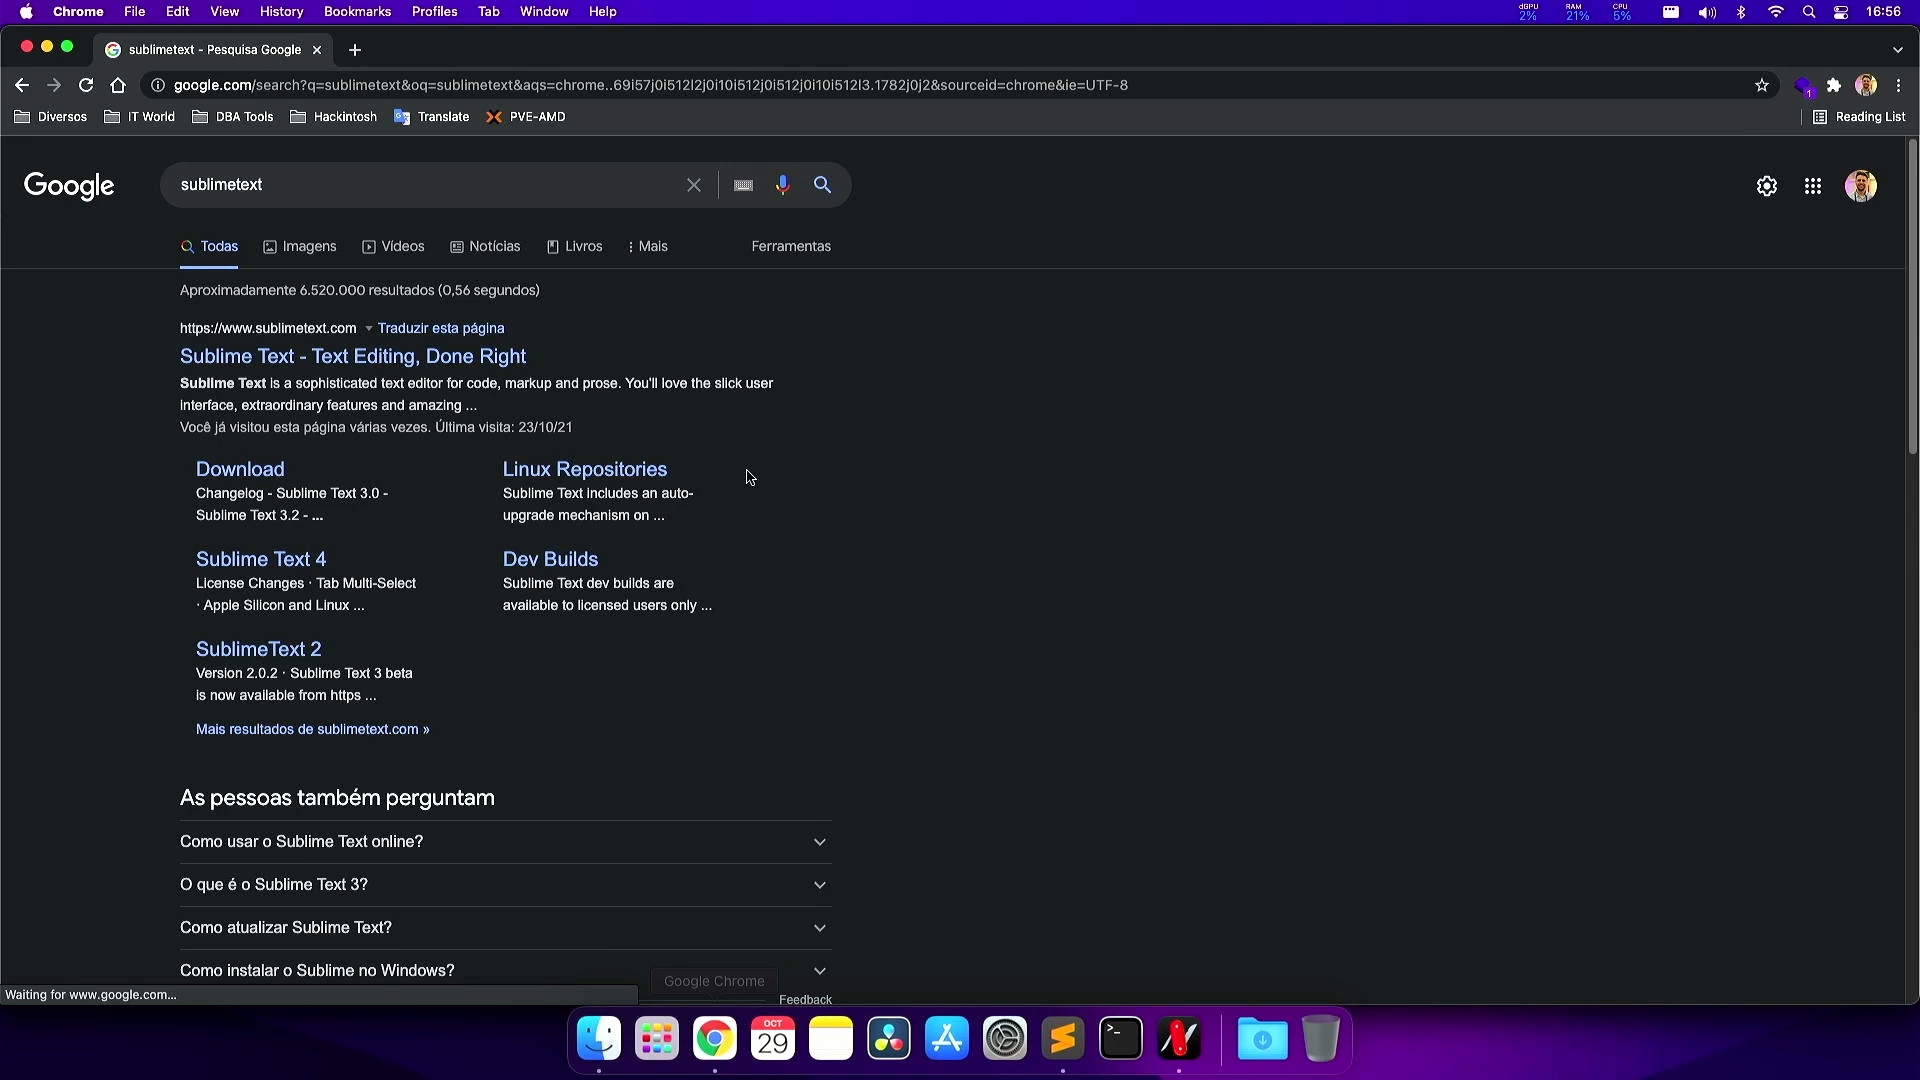 Chrome File Edit View History Bookmarks Profiles Tab Window Help
dGPU 2% RAM 21% CPU 5% 16:56
sublimetext - Pesquisa Google
google.com/search?q=sublimetext&oq=sublimetext&aqs=chrome..69i57j0i512l2j0i10i512j0i512j0i10i512l3.1782j0j2&sourceid=chrome&ie=UTF-8
1
Diversos IT World DBA Tools Hackintosh Translate PVE-AMD Reading List
Google
sublimetext
Todas Imagens Vídeos Notícias Livros Mais Ferramentas
Aproximadamente 6.520.000 resultados (0,56 segundos)
https://www.sublimetext.com Traduzir esta página
Sublime Text - Text Editing, Done Right
Sublime Text is a sophisticated text editor for code, markup and prose. You'll love the slick user
interface, extraordinary features and amazing ...
Você já visitou esta página várias vezes. Última visita: 23/10/21
Download
Changelog - Sublime Text 3.0 -
Sublime Text 3.2 - ...
Linux Repositories
Sublime Text includes an auto-
upgrade mechanism on ...
Sublime Text 4
License Changes · Tab Multi-Select
· Apple Silicon and Linux ...
Dev Builds
Sublime Text dev builds are
available to licensed users only ...
SublimeText 2
Version 2.0.2 · Sublime Text 3 beta
is now available from https ...
Mais resultados de sublimetext.com »
As pessoas também perguntam
Como usar o Sublime Text online?
O que é o Sublime Text 3?
Como atualizar Sublime Text?
Como instalar o Sublime no Windows?
Google Chrome
Waiting for www.google.com...
Feedback
OCT
29